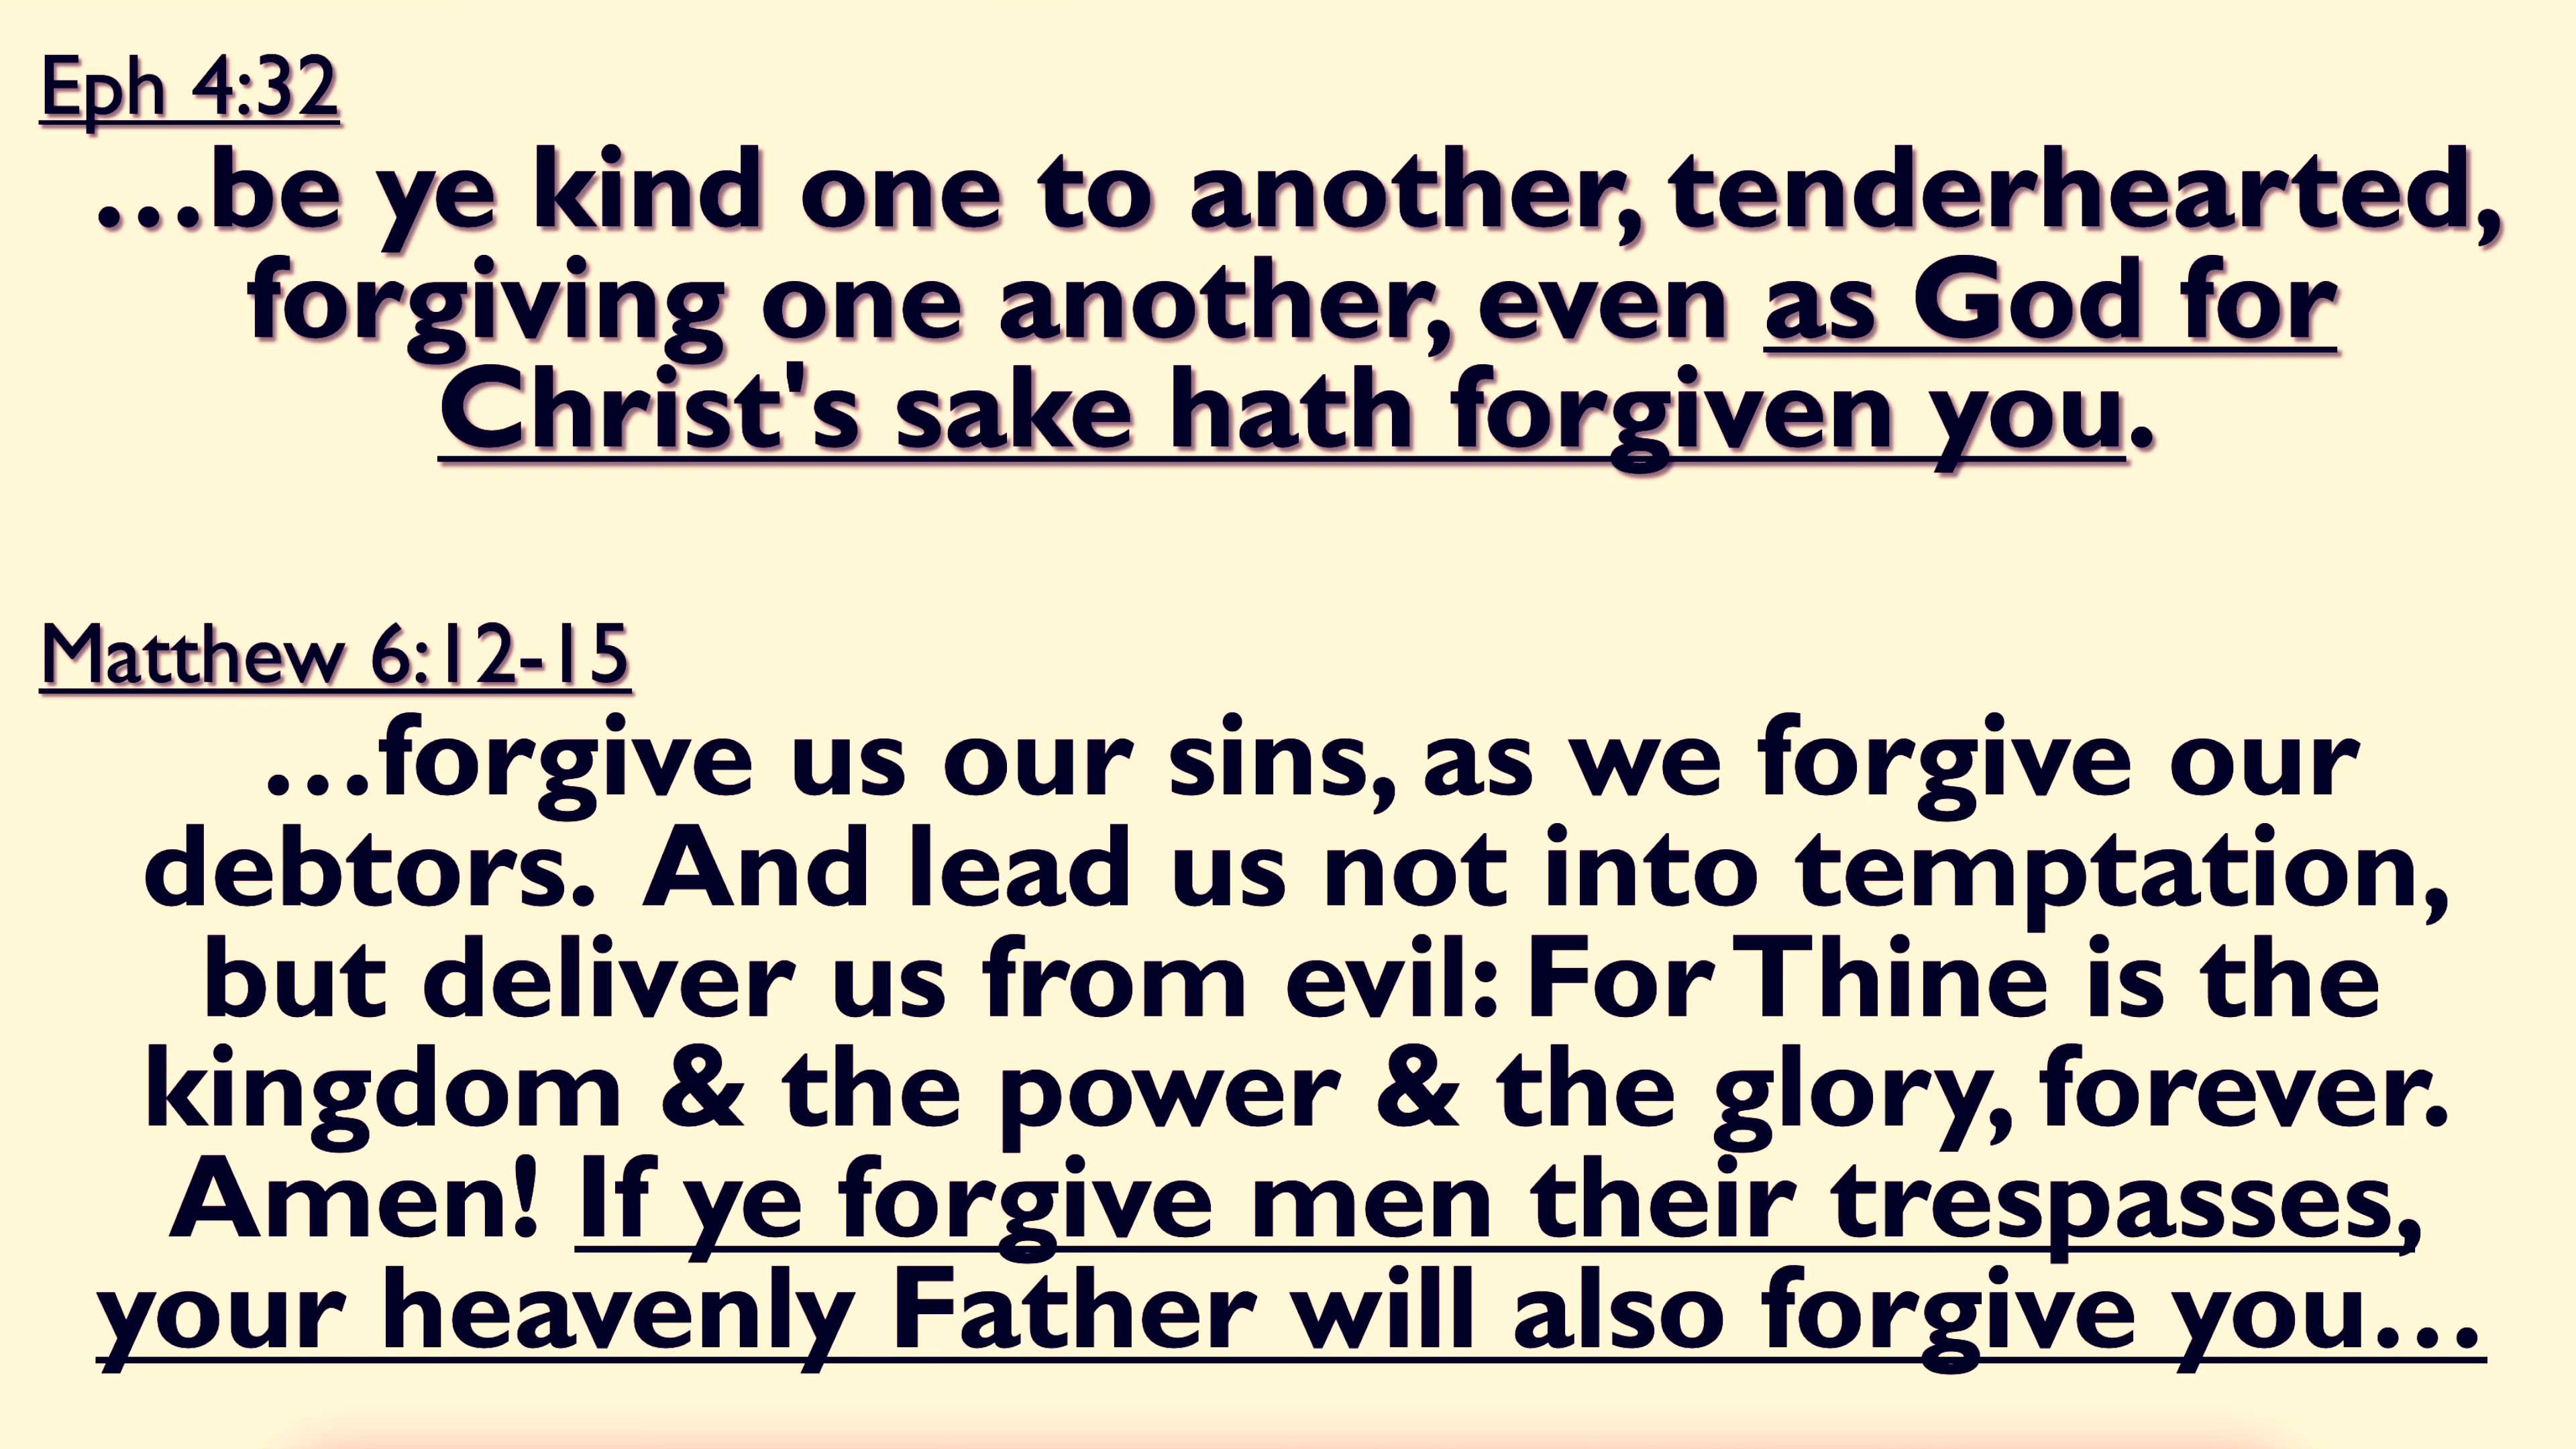 Eph 4:32
…be ye kind one to another, tenderhearted,
forgiving one another, even as God for
Christ's sake hath forgiven you.
Matthew 6:12-15
…forgive us our sins, as we forgive our
debtors.  And lead us not into temptation,
but deliver us from evil: For Thine is the
kingdom & the power & the glory, forever.
Amen! If ye forgive men their trespasses,
your heavenly Father will also forgive you…